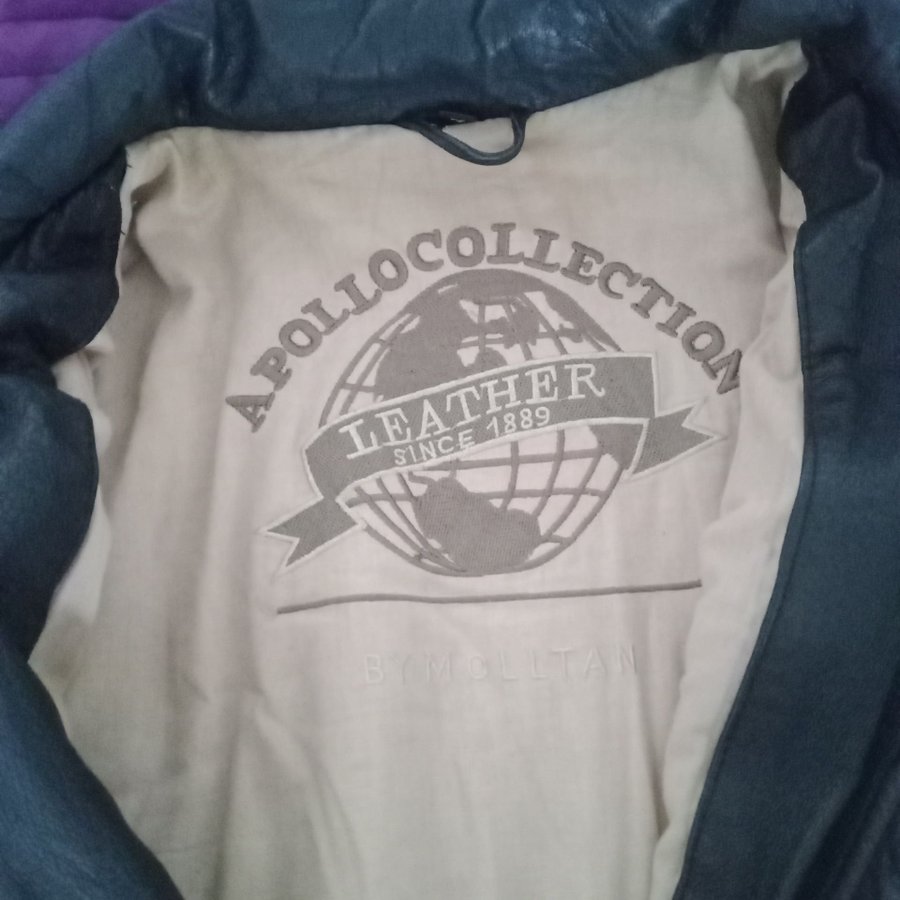 APOLLOCOLLECTION
LEATHER
SINCE 1889
BYMOLLTAN